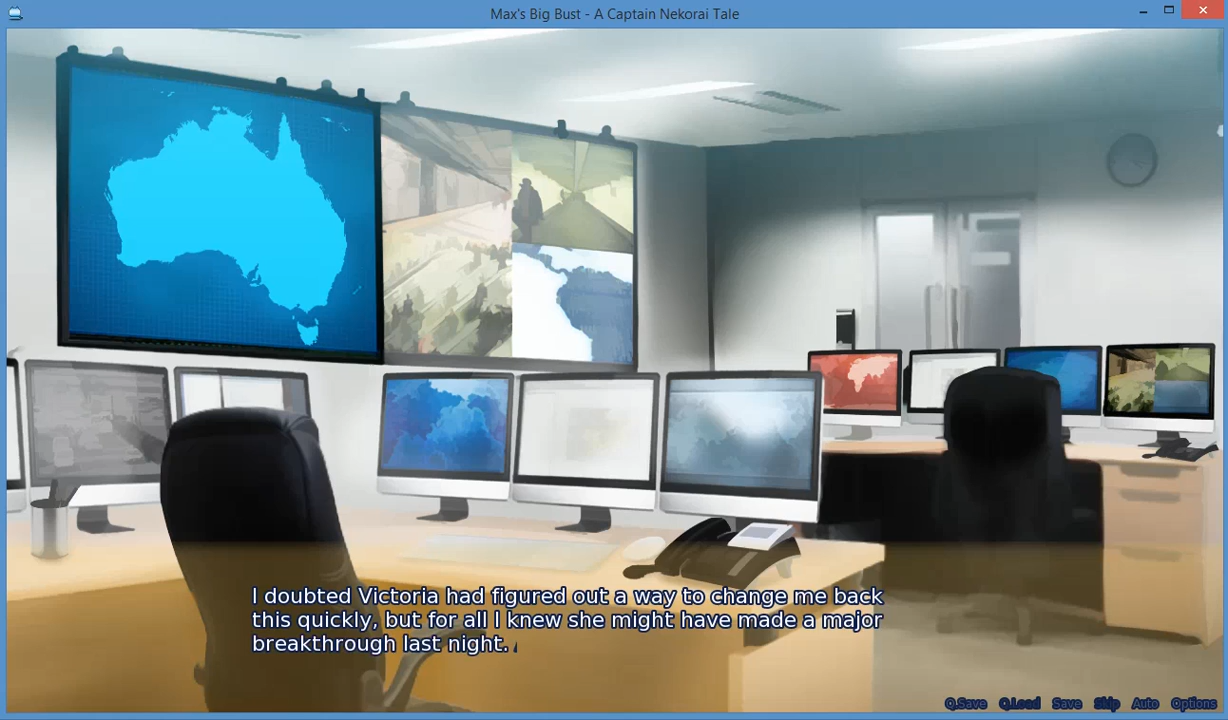 Max's Big Bust - A Captain Nekorai Tale
I doubted Victoria had figured out a way to change me back
this quickly, but for all I knew she might have made a major
breakthrough last night.
Q.Save Q.Load Save Skip Auto Options